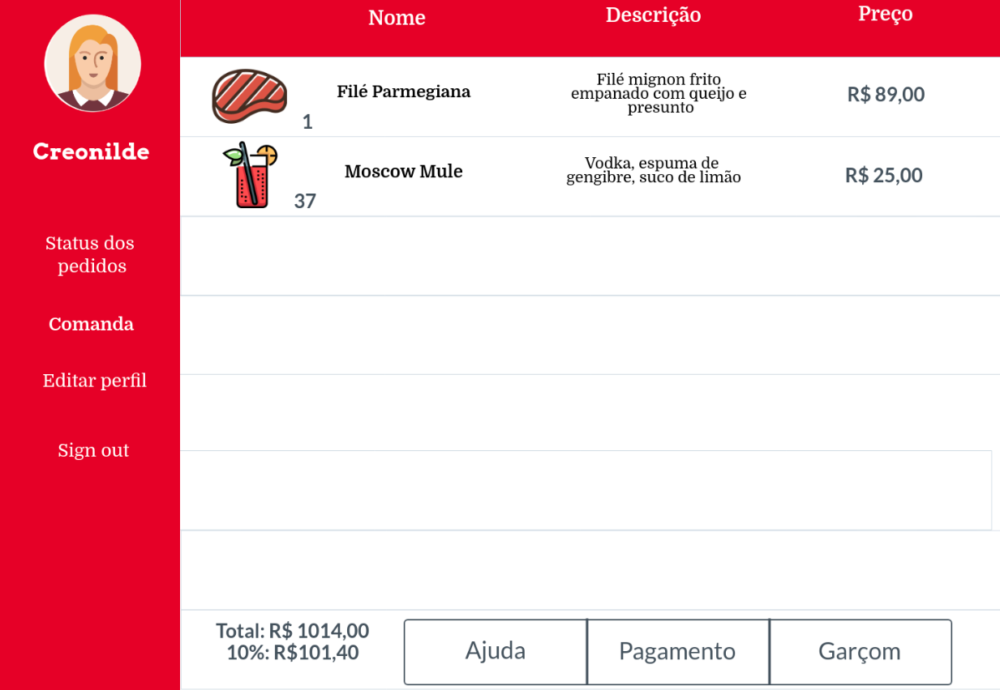 Nome
Descrição
Preço
Creonilde
Status dos
pedidos
Comanda
Editar perfil
Sign out
1
Filé Parmegiana
Filé mignon frito
empanado com queijo e
presunto
R$ 89,00
37
Moscow Mule
Vodka, espuma de
gengibre, suco de limão
R$ 25,00
Total: R$ 1014,00
10%: R$101,40
Ajuda
Pagamento
Garçom